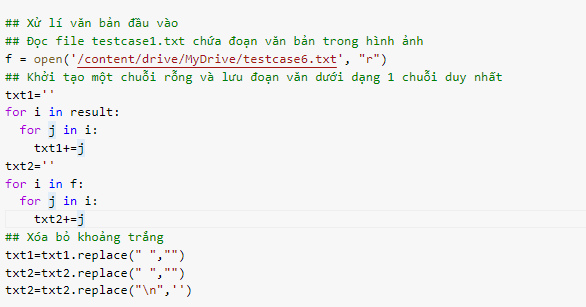 ## Xử lí văn bản đầu vào
## Đọc file testcase1.txt chứa đoạn văn bản trong hình ảnh
f = open('/content/drive/MyDrive/testcase6.txt', "r")
## Khởi tạo một chuỗi rỗng và lưu đoạn văn dưới dạng 1 chuỗi duy nhất
txt1=''
for i in result:
  for j in i:
    txt1+=j
txt2=''
for i in f:
  for j in i:
    txt2+=j
## Xóa bỏ khoảng trắng
txt1=txt1.replace(" ","")
txt2=txt2.replace(" ","")
txt2=txt2.replace("\n",'')